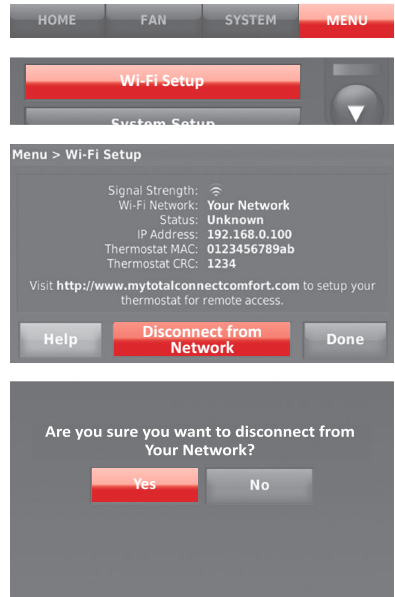 HOME FAN SYSTEM MENU
Wi-Fi Setup
System Setup
Menu > Wi-Fi Setup
Signal Strength:
Wi-Fi Network: Your Network
Status: Unknown
IP Address: 192.168.0.100
Thermostat MAC: 0123456789ab
Thermostat CRC: 1234
Visit http://www.mytotalconnectcomfort.com to setup your
thermostat for remote access.
Help Disconnect from Done
Network
Are you sure you want to disconnect from
Your Network?
Yes No